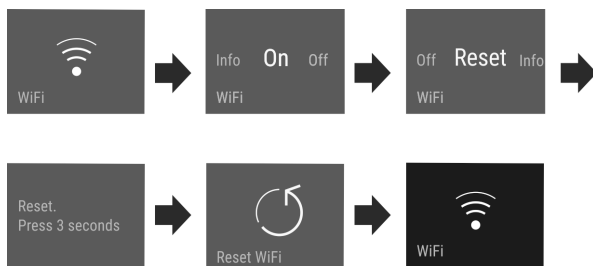 WiFi
Info On Off
WiFi
Off Reset Info
WiFi
Reset.
Press 3 seconds
Reset WiFi
WiFi